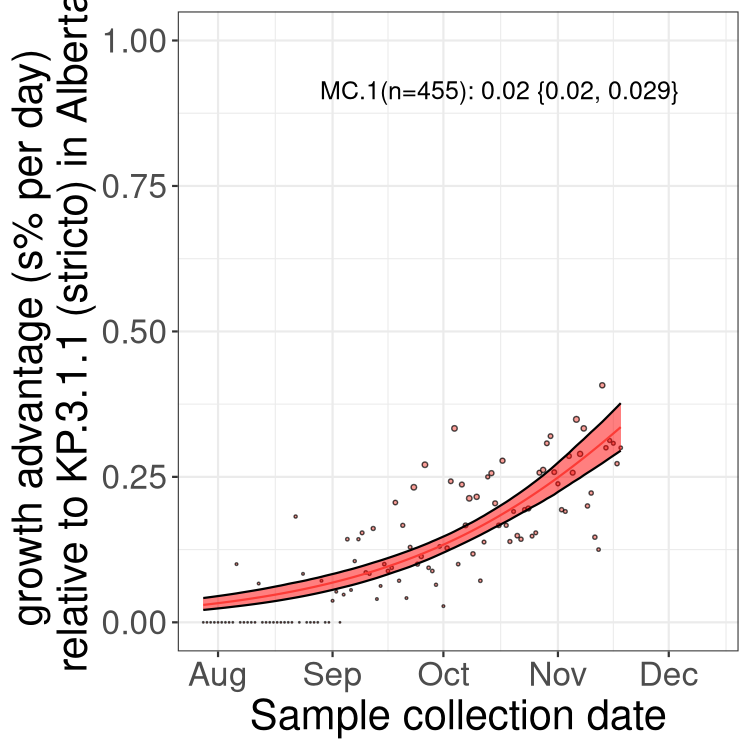 growth advantage (s% per day)
relative to KP.3.1.1 (stricto) in Alberta
1.00
0.75
0.50
0.25
0.00
MC.1(n=455): 0.02 {0.02, 0.029}
Aug Sep Oct Nov Dec
Sample collection date